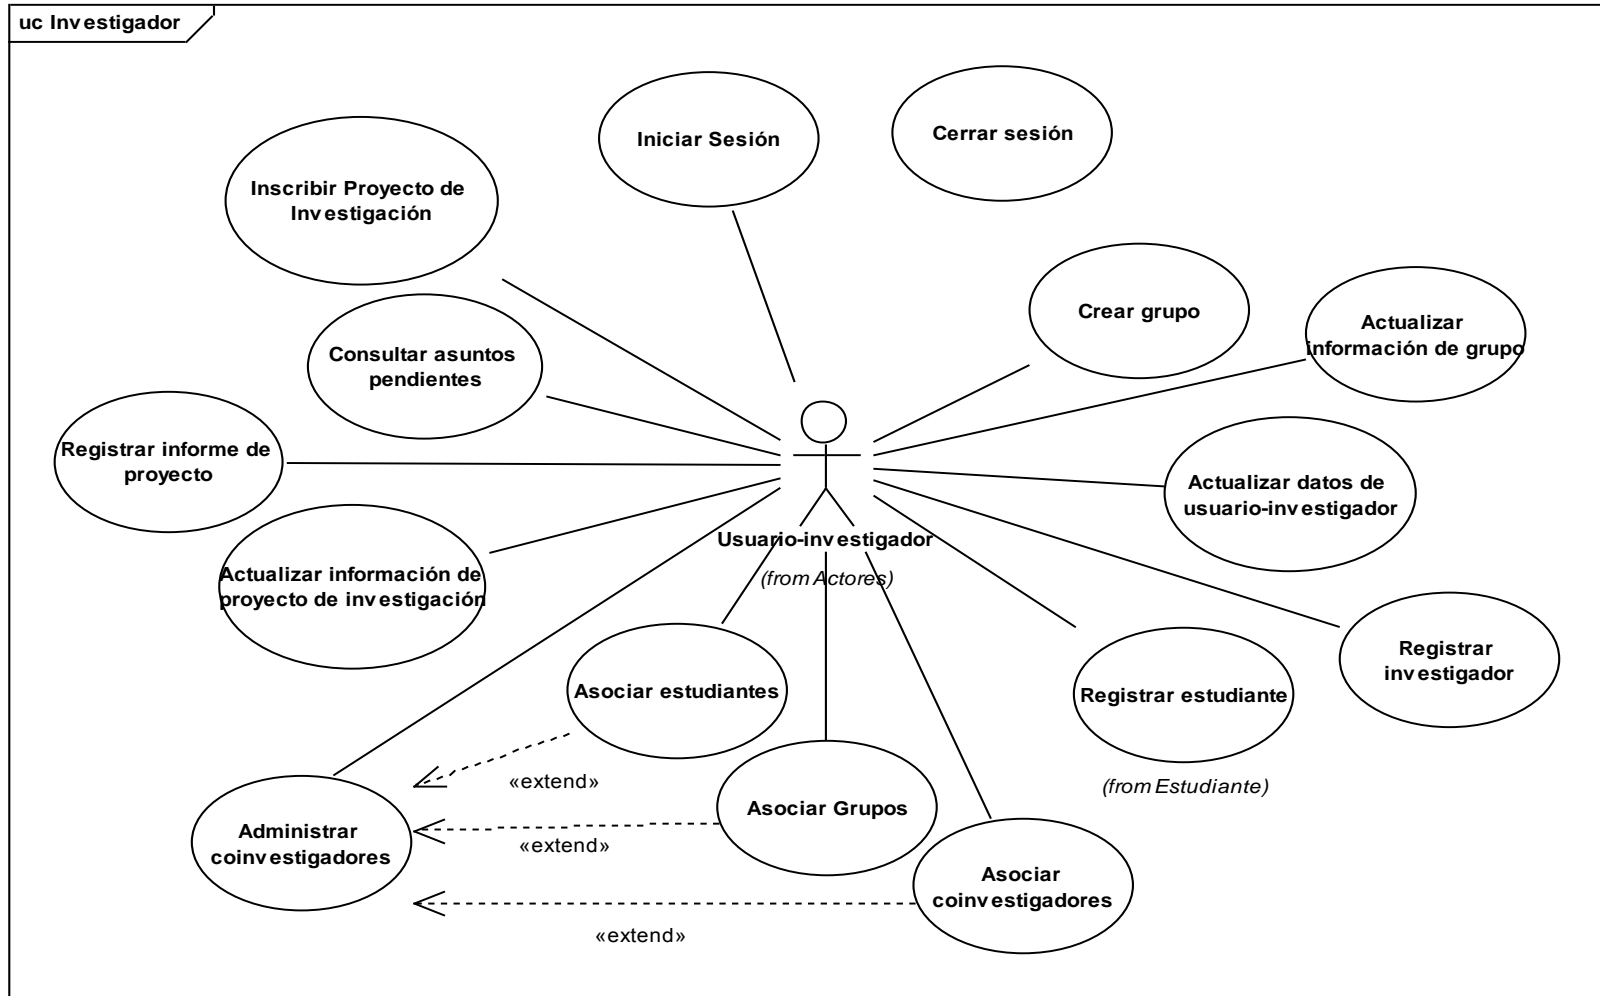 uc Investigador
Iniciar Sesión
Cerrar sesión
Inscribir Proyecto de
Investigación
Crear grupo
Actualizar
información de grupo
Consultar asuntos
pendientes
Registrar informe de
proyecto
Actualizar datos de
usuario-investigador
Usuario-investigador
(from Actores)
Actualizar información de
proyecto de investigación
Registrar
investigador
Asociar estudiantes
Registrar estudiante
(from Estudiante)
«extend»
Asociar Grupos
«extend»
Administrar
coinvestigadores
Asociar
coinvestigadores
«extend»